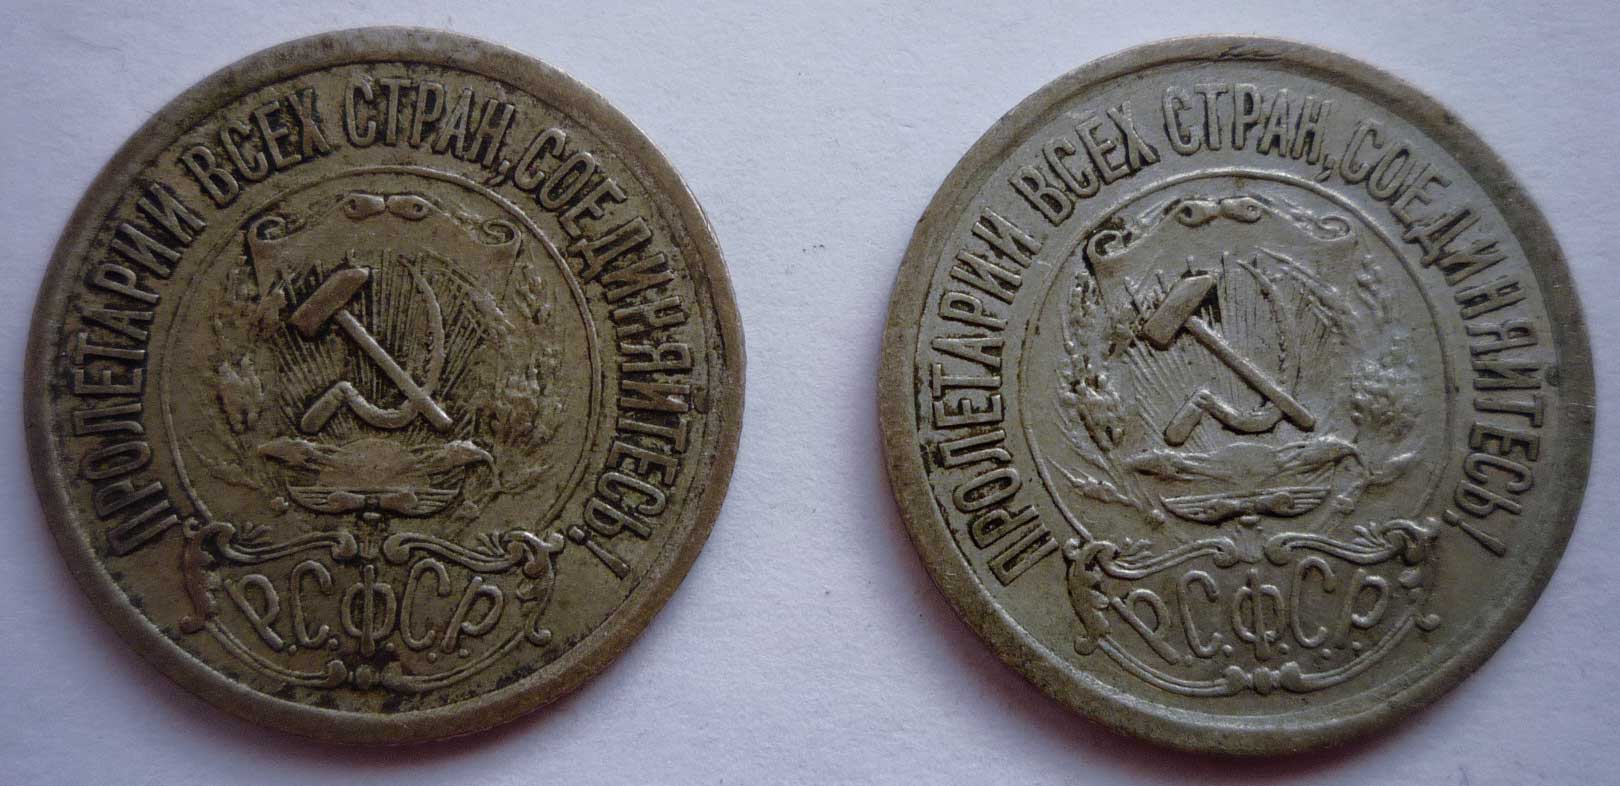 ПРОЛЕТАРИИ ВСЕХ СТРАН, СОЕДИНЯЙТЕСЬ!
Р.С.Ф.С.Р.
ПРОЛЕТАРИИ ВСЕХ СТРАН, СОЕДИНЯЙТЕСЬ!
Р.С.Ф.С.Р.